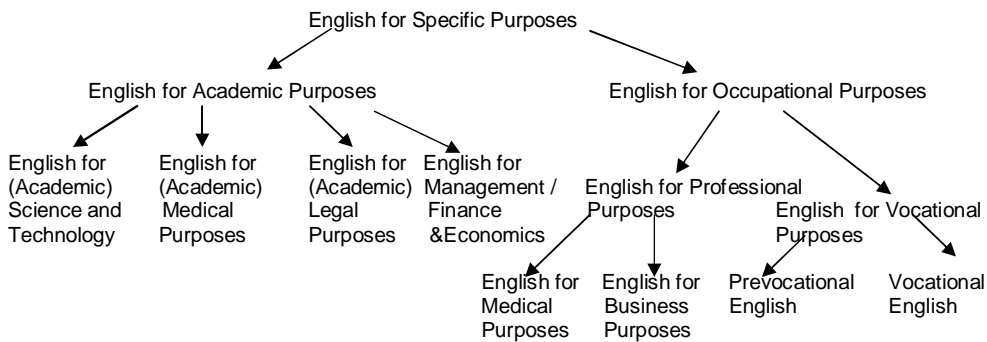 English for Specific Purposes
English for Academic Purposes
English for Occupational Purposes
English for
(Academic)
Science and
Technology
English for
(Academic)
Medical
Purposes
English for
(Academic)
Legal
Purposes
English for
Management /
Finance
&Economics
English for Professional
Purposes
English for Vocational
Purposes
English for
Medical
Purposes
English for
Business
Purposes
Prevocational
English
Vocational
English